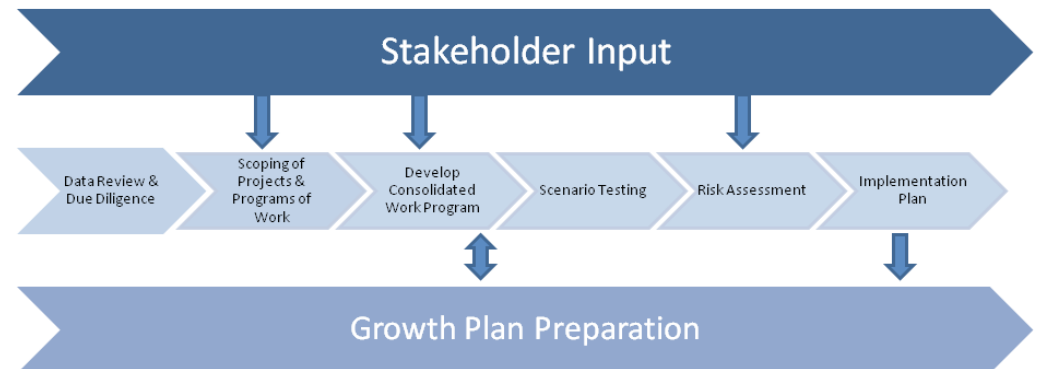 Stakeholder Input
Data Review &
Due Diligence
Scoping of
Projects &
Programs of
Work
Develop
Consolidated
Work Program
Scenario Testing
Risk Assessment
Implementation
Plan
Growth Plan Preparation